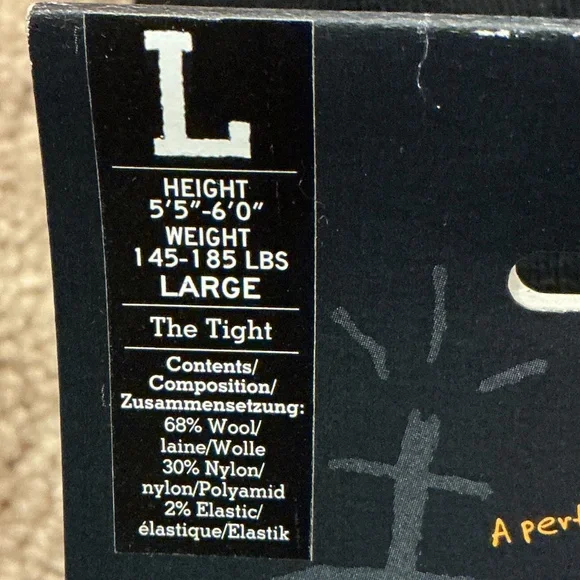 L
HEIGHT
5'5"-6'0"
WEIGHT
145-185 LBS
LARGE
The Tight
Contents/
Composition/
Zusammensetzung:
68% Wool/
laine/Wolle
30% Nylon/
nylon/Polyamid
2% Elastic/
élastique/Elastik
A